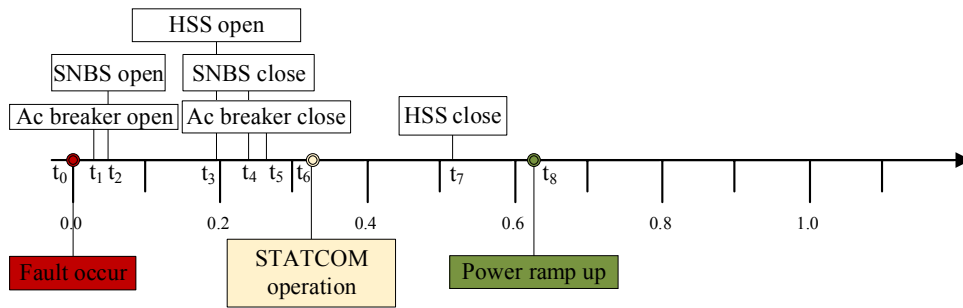 HSS open
SNBS open
SNBS close
Ac breaker open
Ac breaker close
HSS close
t0 t1 t2 t3 t4 t5 t6 t7 t8
0.0 0.2 0.4 0.6 0.8 1.0
Fault occur
STATCOM
operation
Power ramp up